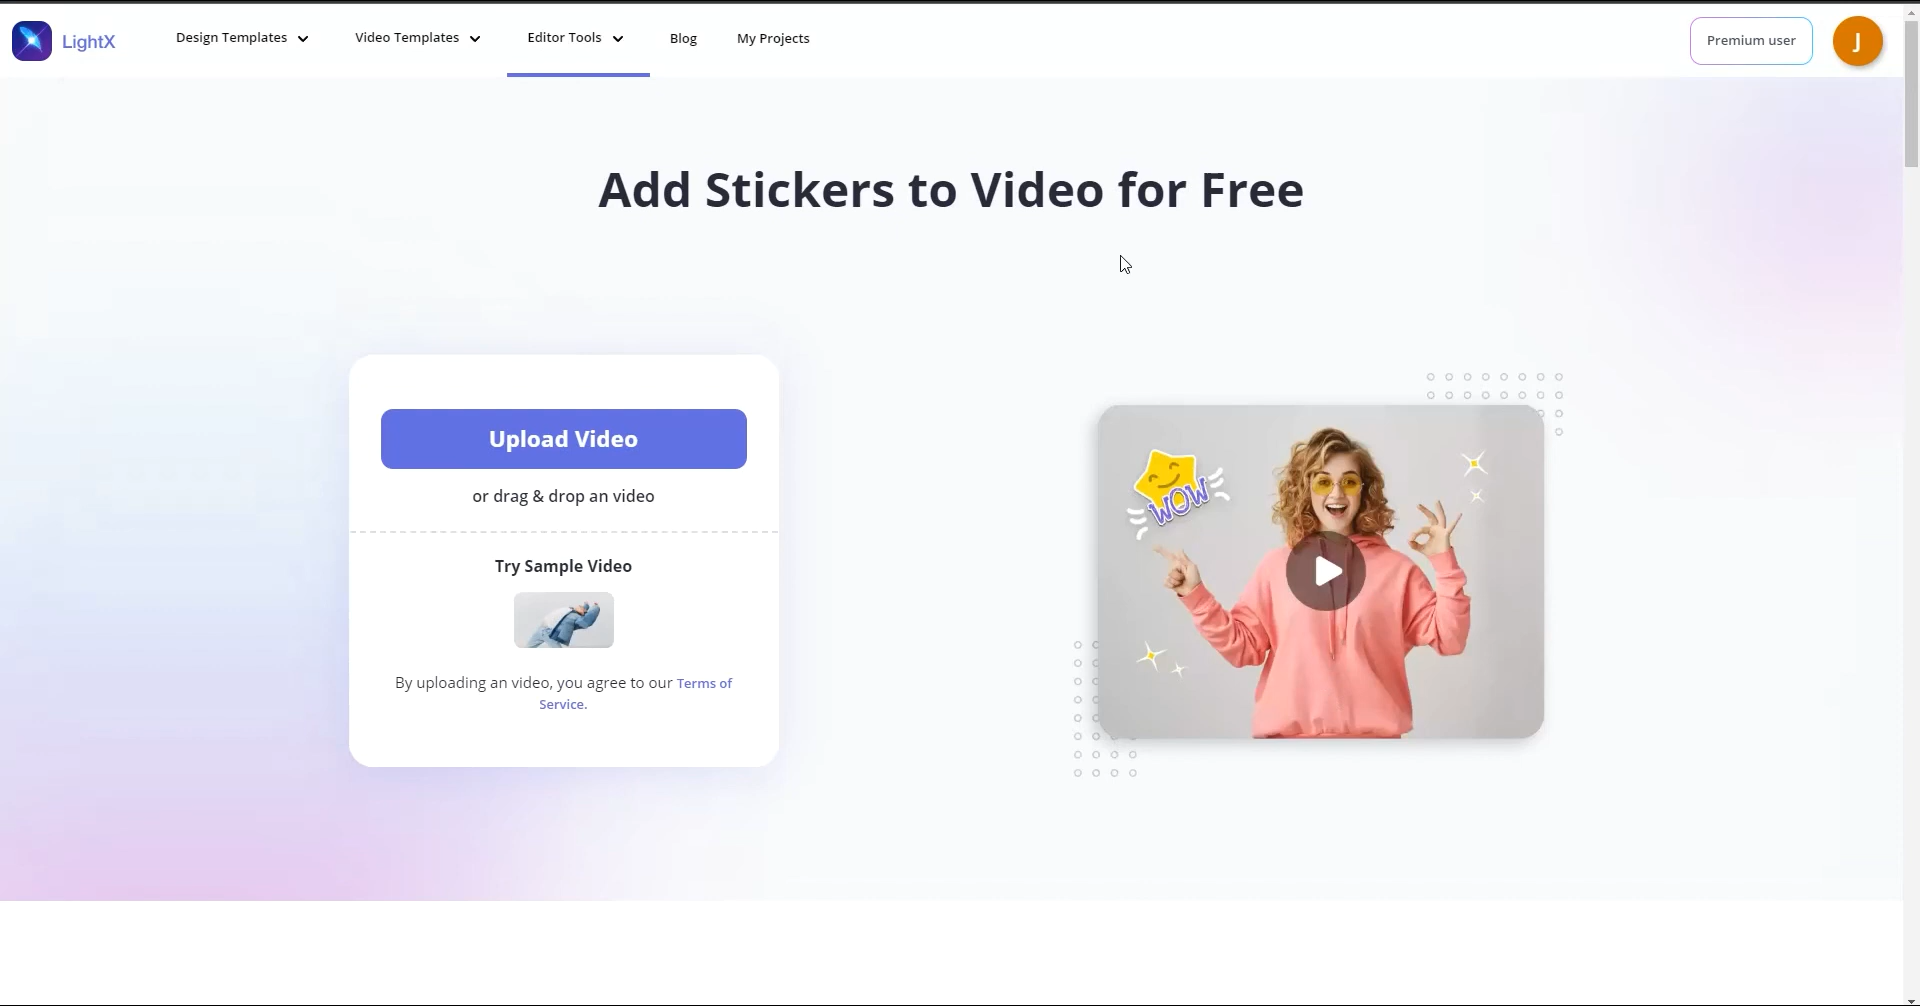 LightX
Design Templates
Video Templates
Editor Tools
Blog
My Projects
Premium user
J
Add Stickers to Video for Free
Upload Video
or drag & drop an video
Try Sample Video
By uploading an video, you agree to our Terms of
Service.
WOW